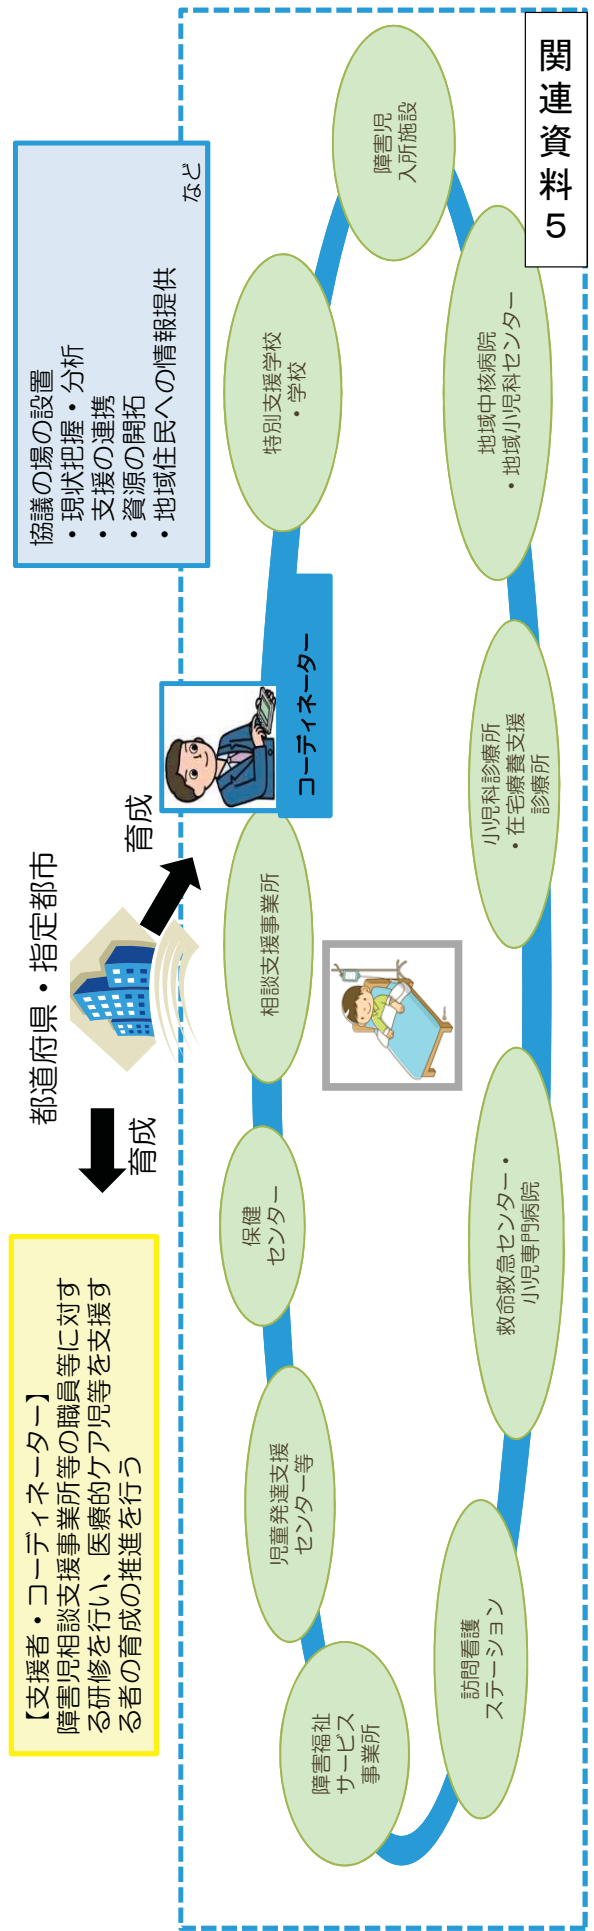 関連資料５
【支援者・コーディネーター】
障害児相談支援事業所等の職員等に対す
る研修を行い、医療的ケア児等を支援す
る者の育成の推進を行う
都道府県・指定都市
育成
育成
協議の場の設置
・現状把握・分析
・支援の連携
・資源の開拓
・地域住民への情報提供
など
コーディネーター
障害福祉
サービス
事業所
児童発達支援
センター等
保健
センター
相談支援事業所
特別支援学校
・学校
障害児
入所施設
訪問看護
ステーション
救命救急センター・
小児専門病院
小児科診療所
・在宅療養支援
診療所
地域中核病院
・地域小児科センター